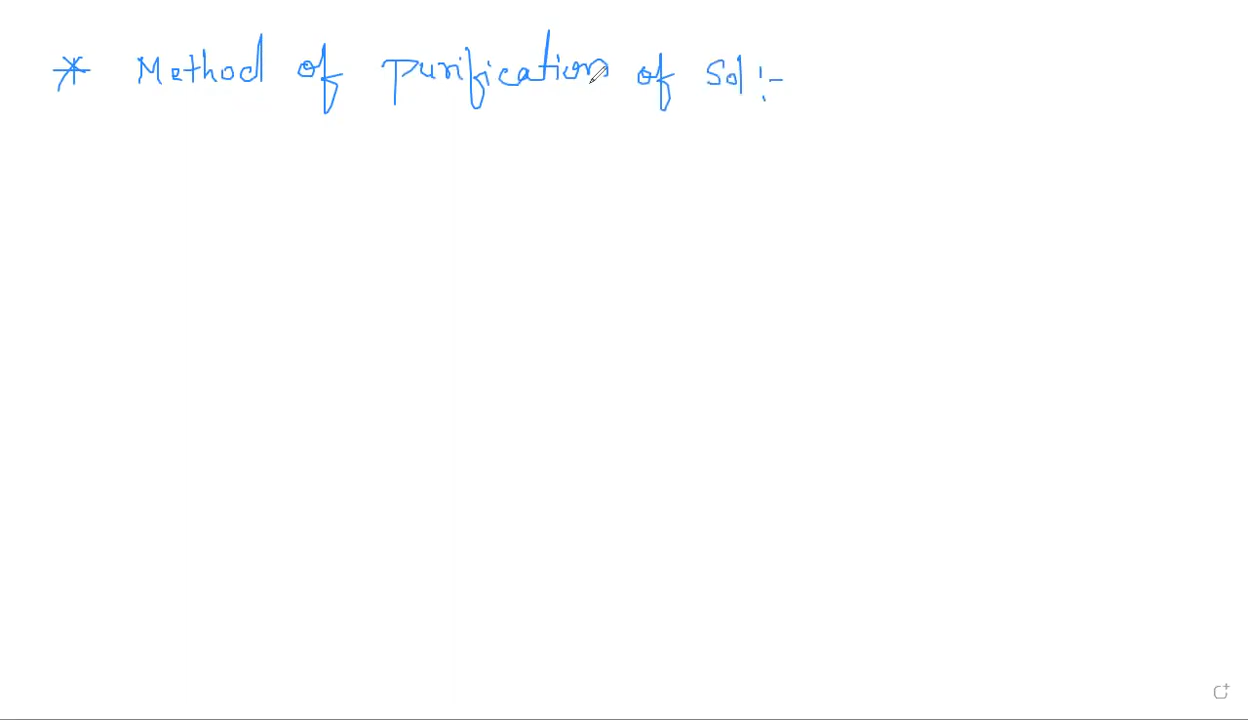 * Method of purification of Sol :-